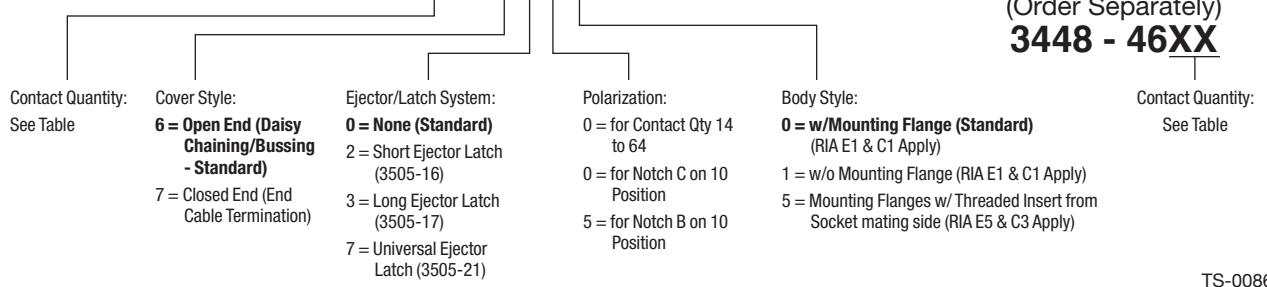 (Order Separately)
3448 - 46XX
Contact Quantity:
See Table
Cover Style:
6 = Open End (Daisy
Chaining/Bussing
- Standard)
7 = Closed End (End
Cable Termination)
Ejector/Latch System:
0 = None (Standard)
2 = Short Ejector Latch
(3505-16)
3 = Long Ejector Latch
(3505-17)
7 = Universal Ejector
Latch (3505-21)
Polarization:
0 = for Contact Qty 14
to 64
0 = for Notch C on 10
Position
5 = for Notch B on 10
Position
Body Style:
0 = w/Mounting Flange (Standard)
(RIA E1 & C1 Apply)
1 = w/o Mounting Flange (RIA E1 & C1 Apply)
5 = Mounting Flanges w/ Threaded Insert from
Socket mating side (RIA E5 & C3 Apply)
Contact Quantity:
See Table
TS-0086